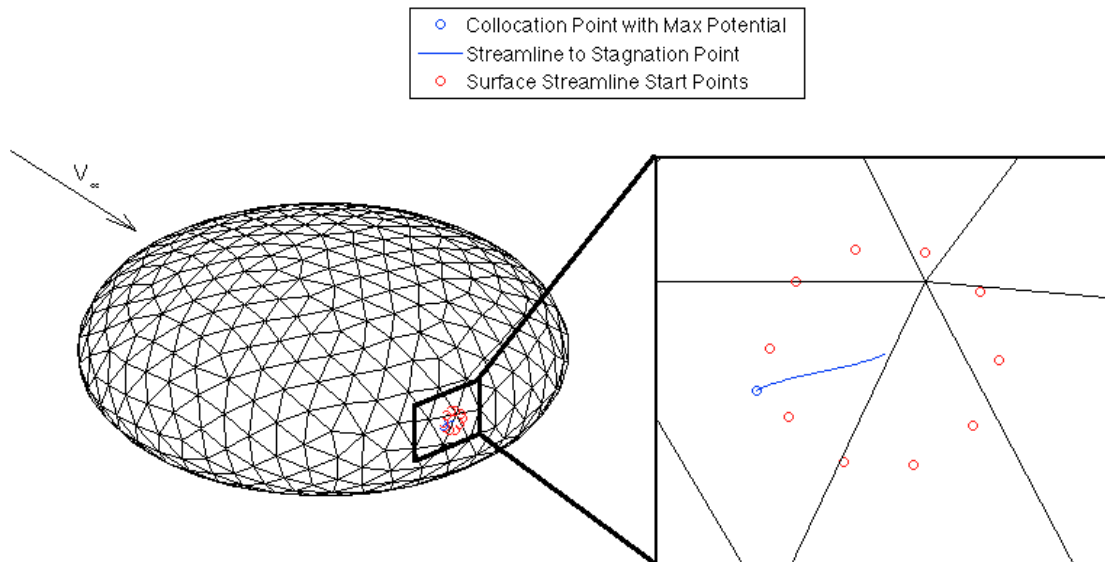 Collocation Point with Max Potential
Streamline to Stagnation Point
Surface Streamline Start Points
V∞